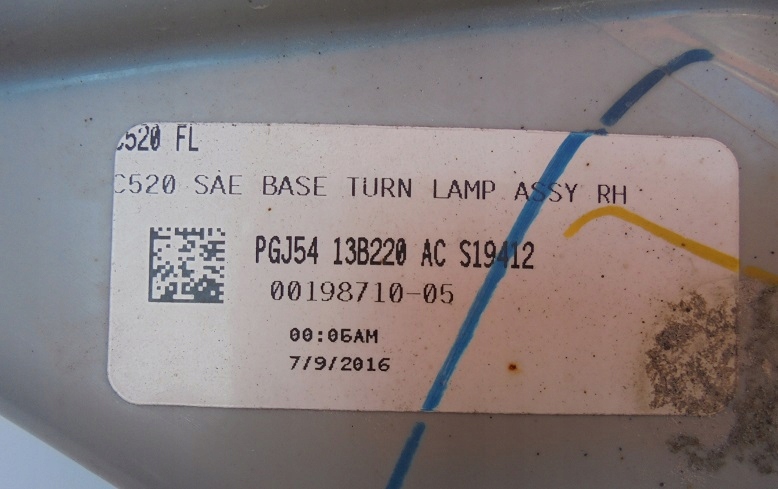 C520 FL
C520 SAE BASE TURN LAMP ASSY RH
PGJ54 13B220 AC S19412
00198710-05
00:06AM
7/9/2016